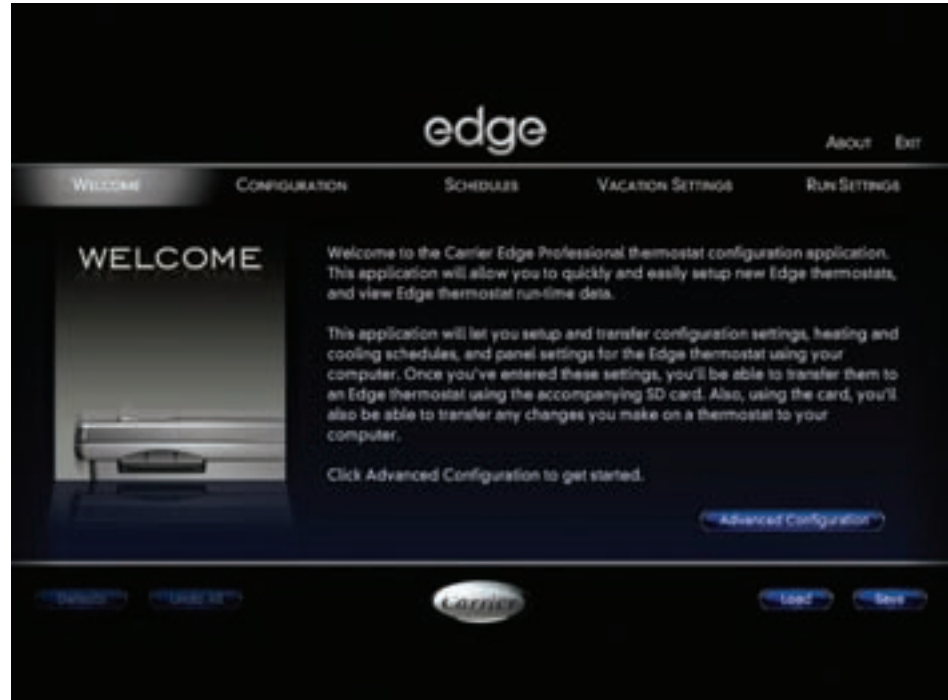 edge
About Exit
Welcome Configuration Schedules Vacation Settings Run Settings
WELCOME
Welcome to the Carrier Edge Professional thermostat configuration application.
This application will allow you to quickly and easily setup new Edge thermostats,
and view Edge thermostat run-time data.
This application will let you setup and transfer configuration settings, heating and
cooling schedules, and panel settings for the Edge thermostat using your
computer. Once you've entered these settings, you'll be able to transfer them to
an Edge thermostat using the accompanying SD card. Also, using the card, you'll
also be able to transfer any changes you make on a thermostat to your
computer.
Click Advanced Configuration to get started.
Advanced Configuration
Defaults Undo All Carrier Load Save